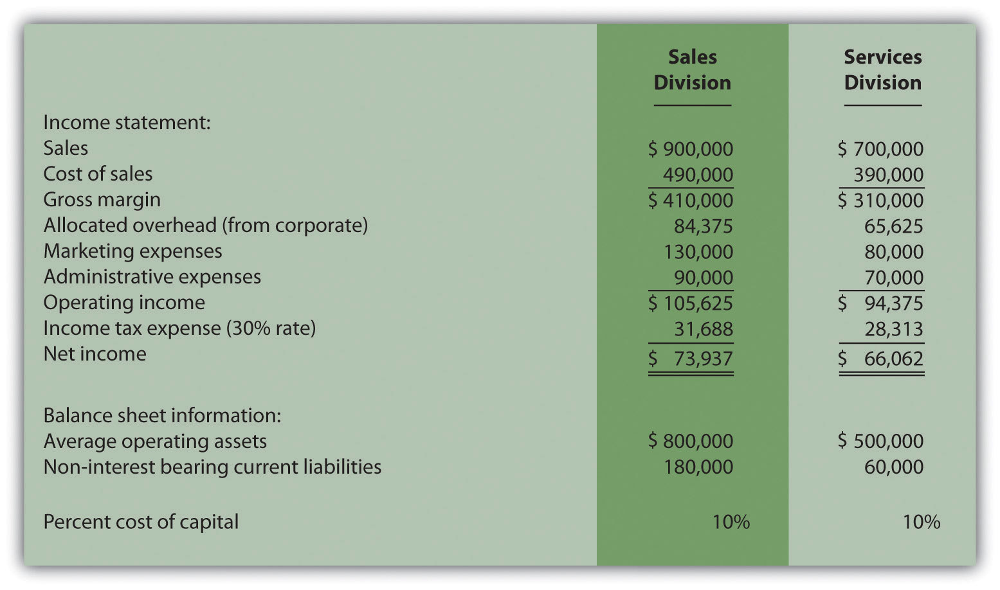 Sales Services
Division Division
Income statement:
Sales $ 900,000 $ 700,000
Cost of sales 490,000 390,000
Gross margin $ 410,000 $ 310,000
Allocated overhead (from corporate) 84,375 65,625
Marketing expenses 130,000 80,000
Administrative expenses 90,000 70,000
Operating income $ 105,625 $ 94,375
Income tax expense (30% rate) 31,688 28,313
Net income $ 73,937 $ 66,062
Balance sheet information:
Average operating assets $ 800,000 $ 500,000
Non-interest bearing current liabilities 180,000 60,000
Percent cost of capital 10% 10%